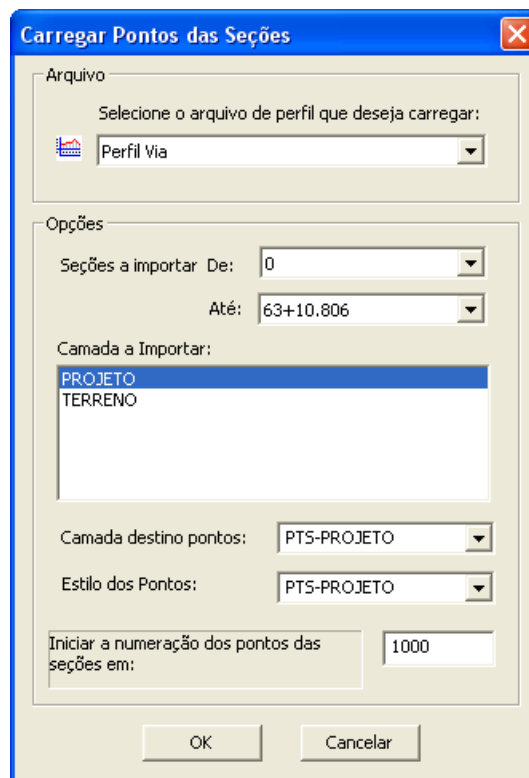 Carregar Pontos das Seções
Arquivo
Selecione o arquivo de perfil que deseja carregar:
Perfil Via
Opções
Seções a importar De: 0
Até: 63+10.806
Camada a Importar:
PROJETO
TERRENO
Camada destino pontos: PTS-PROJETO
Estilo dos Pontos: PTS-PROJETO
Iniciar a numeração dos pontos das 1000
seções em:
OK Cancelar